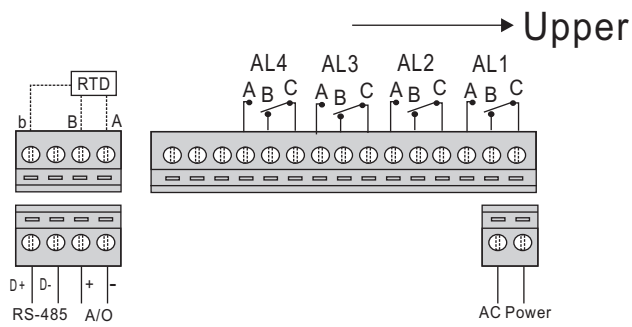 Upper
AL4 AL3 AL2 AL1
A B C A B C A B C A B C
RTD
b B A
D+ D- + -
RS-485 A/O
AC Power